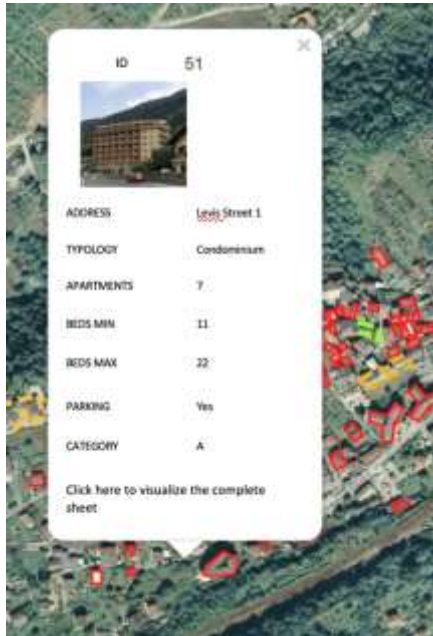 ID 51
ADDRESS Levis Street 1
TYPOLOGY Condominium
APARTMENTS 7
BEDS MIN 11
BEDS MAX 22
PARKING Yes
CATEGORY A
Click here to visualize the complete
sheet